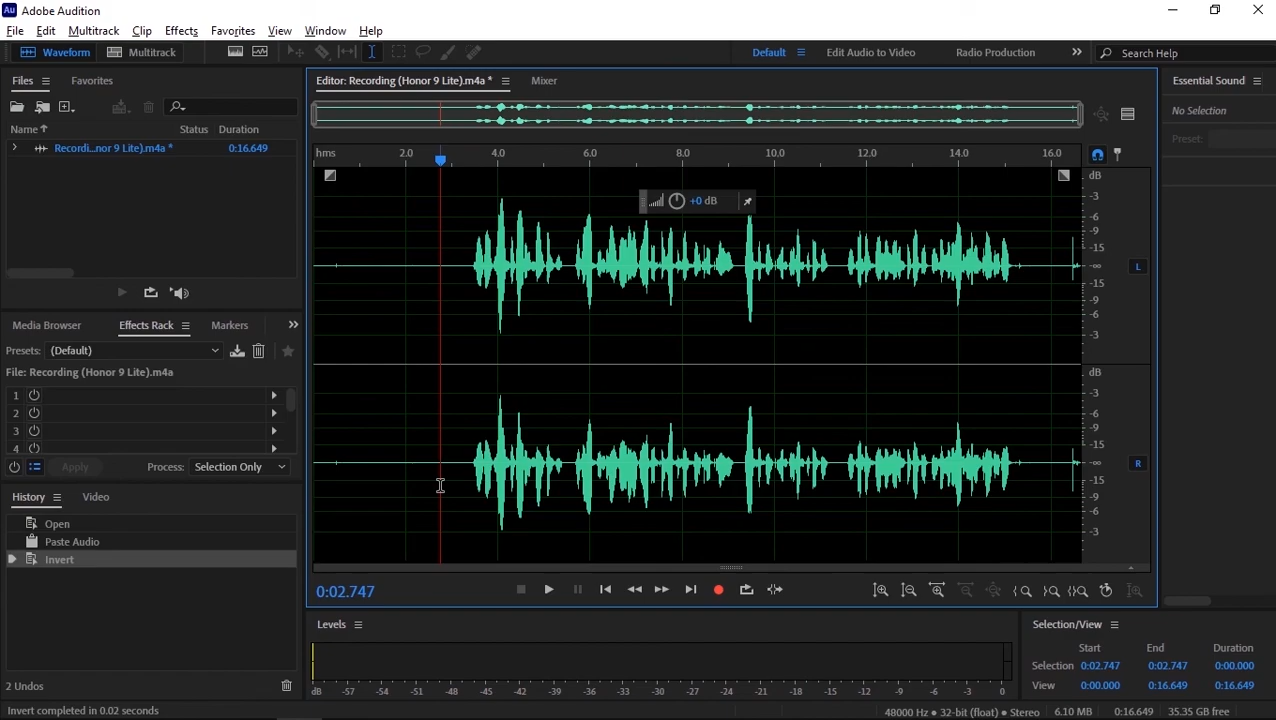 Au Adobe Audition
File Edit Multitrack Clip Effects Favorites View Window Help
Waveform Multitrack Default Edit Audio to Video Radio Production Search Help
Files Favorites
Name Status Duration
Recordi...nor 9 Lite).m4a * 0:16.649
Media Browser Effects Rack Markers
Presets: (Default)
File: Recording (Honor 9 Lite).m4a
1
2
3
4
Apply Process: Selection Only
History Video
Open
Paste Audio
Invert
2 Undos
Editor: Recording (Honor 9 Lite).m4a * Mixer
hms 2.0 4.0 6.0 8.0 10.0 12.0 14.0 16.0
+0 dB
dB
-3
-6
-9
-15
-∞
-15
-9
-6
-3
L
dB
-3
-6
-9
-15
-∞
-15
-9
-6
-3
R
0:02.747
Levels
dB -57 -54 -51 -48 -45 -42 -39 -36 -33 -30 -27 -24 -21 -18 -15 -12 -9 -6 -3 0
Essential Sound
No Selection
Preset:
Selection/View
Start End Duration
Selection 0:02.747 0:02.747 0:00.000
View 0:00.000 0:16.649 0:16.649
Invert completed in 0.02 seconds
48000 Hz • 32-bit (float) • Stereo 6.10 MB 0:16.649 35.35 GB free